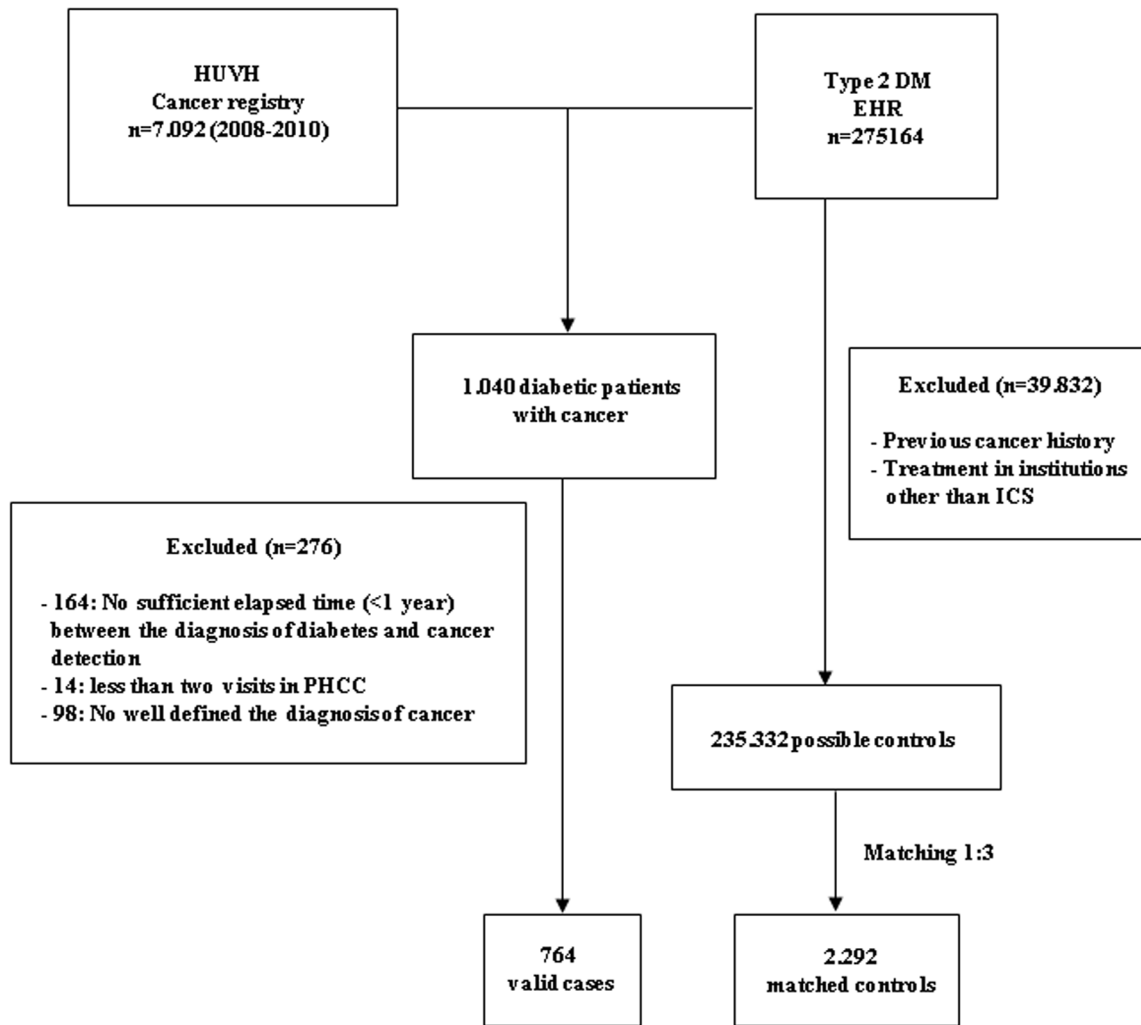 HUVH
Cancer registry
n=7.092 (2008-2010)
Type 2 DM
EHR
n=275164
1.040 diabetic patients
with cancer
Excluded (n=39.832)
- Previous cancer history
- Treatment in institutions
other than ICS
Excluded (n=276)
- 164: No sufficient elapsed time (<1 year)
between the diagnosis of diabetes and cancer
detection
- 14: less than two visits in PHCC
- 98: No well defined the diagnosis of cancer
235.332 possible controls
Matching 1:3
764
valid cases
2.292
matched controls